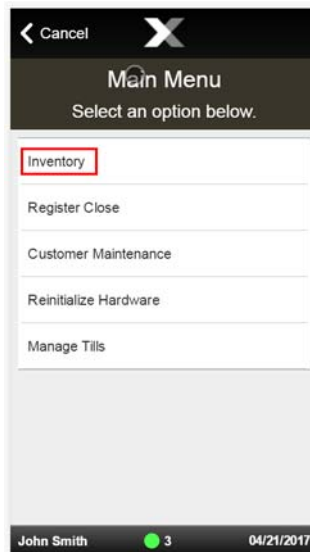 Cancel
Main Menu
Select an option below.
Inventory
Register Close
Customer Maintenance
Reinitialize Hardware
Manage Tills
John Smith 3 04/21/2017